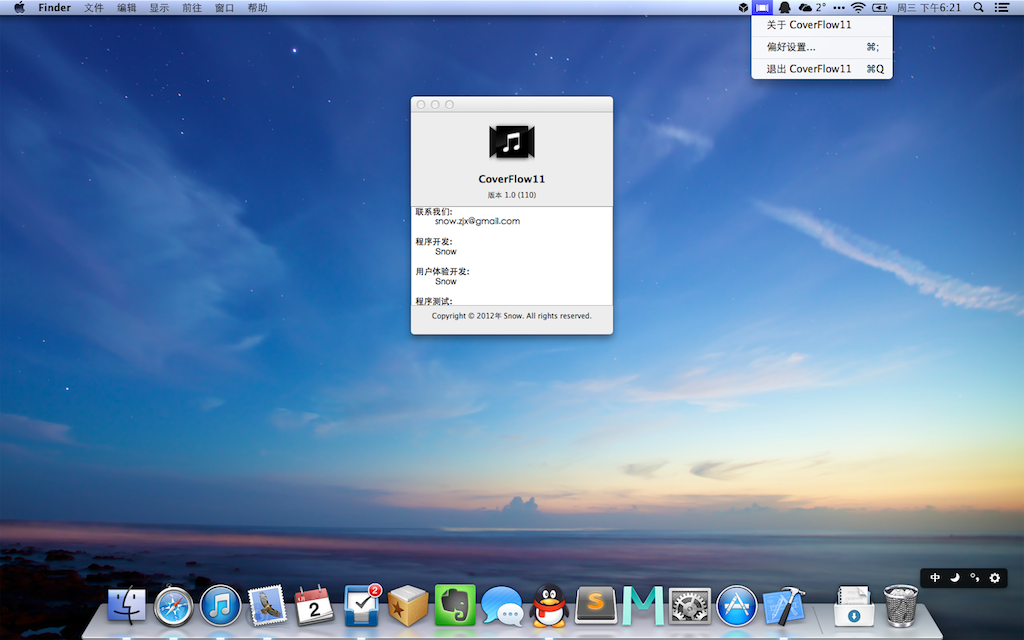 Finder 文件 编辑 显示 前往 窗口 帮助 2° 周三 下午6:21
关于 CoverFlow11
偏好设置... ⌘;
退出 CoverFlow11 ⌘Q
CoverFlow11
版本 1.0 (110)
联系我们:
snow.zjx@gmail.com
程序开发:
Snow
用户体验开发:
Snow
程序测试:
Copyright © 2012年 Snow. All rights reserved.
中
2
1月
2
S
M